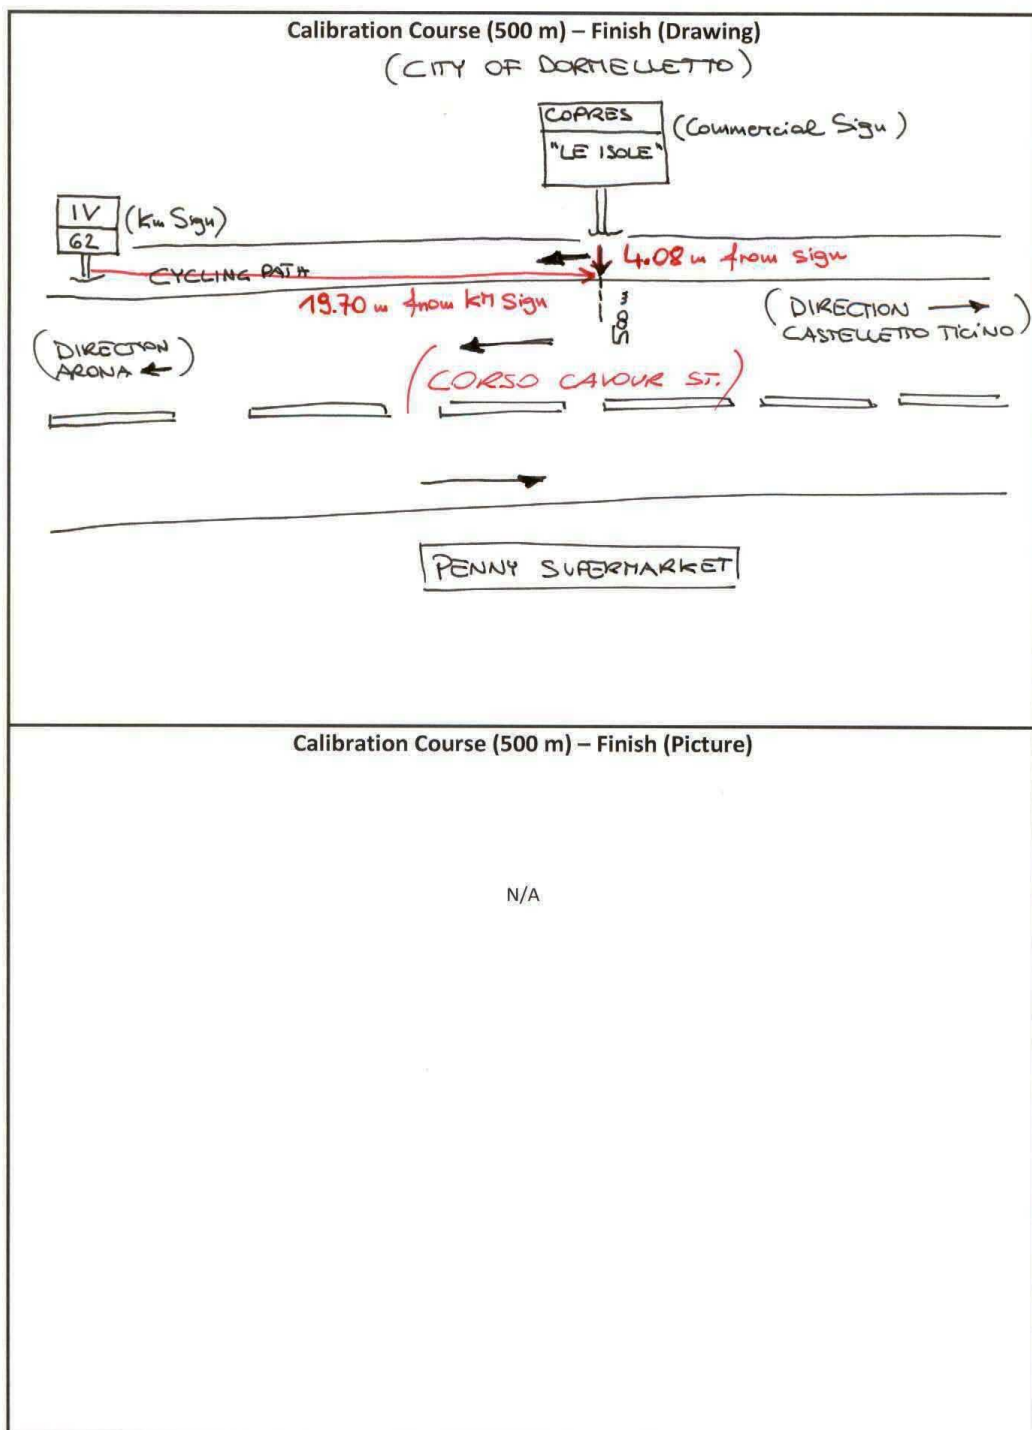 Calibration Course (500 m) – Finish (Drawing)
(CITY OF DORMELLETTO)
COPRES
(Commercial Sign)
"LE ISOLE"
IV
(Km Sign)
62
4.08 m from sign
CYCLING PATH
19.70 m from KM Sign
500 m
(DIRECTION →
CASTELLETTO TICINO)
(DIRECTION
ARONA ←)
(CORSO CAVOUR ST.)
PENNY SUPERMARKET
Calibration Course (500 m) – Finish (Picture)
N/A